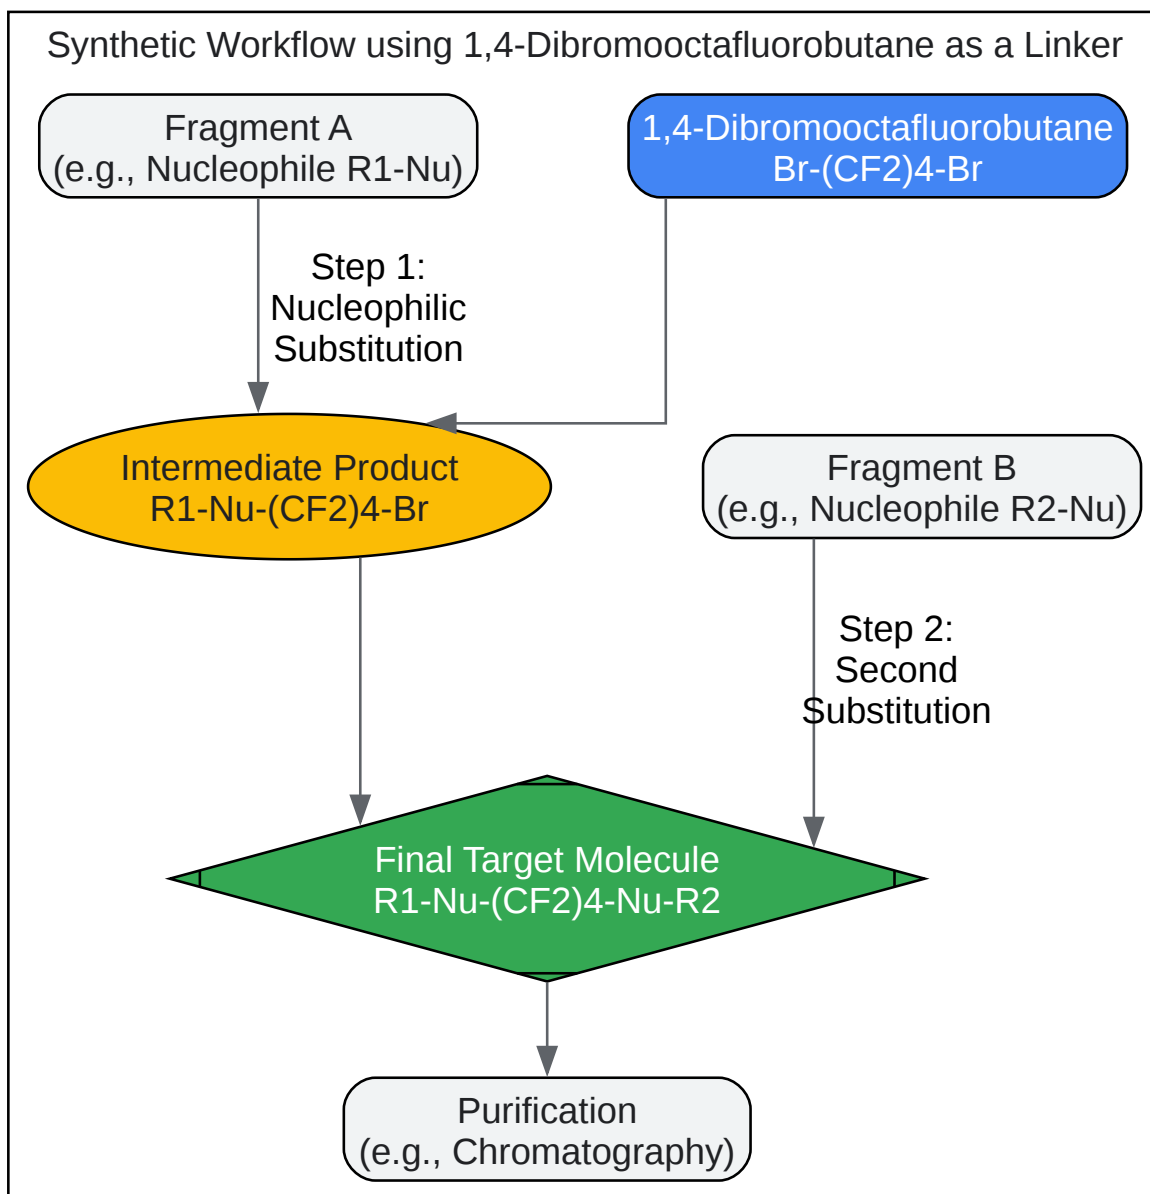 Synthetic Workflow using 1,4-Dibromooctafluorobutane as a Linker
Fragment A
(e.g., Nucleophile R1-Nu)
1,4-Dibromooctafluorobutane
Br-(CF2)4-Br
Step 1:
Nucleophilic
Substitution
Intermediate Product
R1-Nu-(CF2)4-Br
Fragment B
(e.g., Nucleophile R2-Nu)
Step 2:
Second
Substitution
Final Target Molecule
R1-Nu-(CF2)4-Nu-R2
Purification
(e.g., Chromatography)